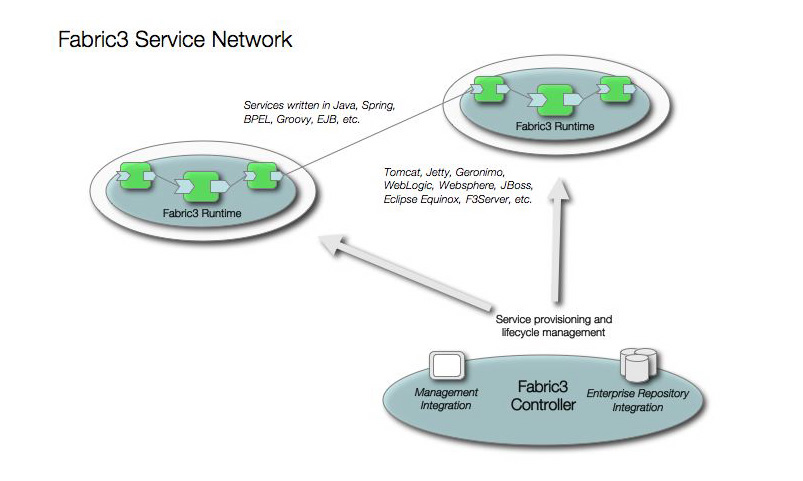 Fabric3 Service Network
Services written in Java, Spring,
BPEL, Groovy, EJB, etc.
Fabric3 Runtime
Tomcat, Jetty, Geronimo,
WebLogic, Websphere, JBoss,
Eclipse Equinox, F3Server, etc.
Fabric3 Runtime
Service provisioning and
lifecycle management
Management
Integration
Fabric3
Controller
Enterprise Repository
Integration